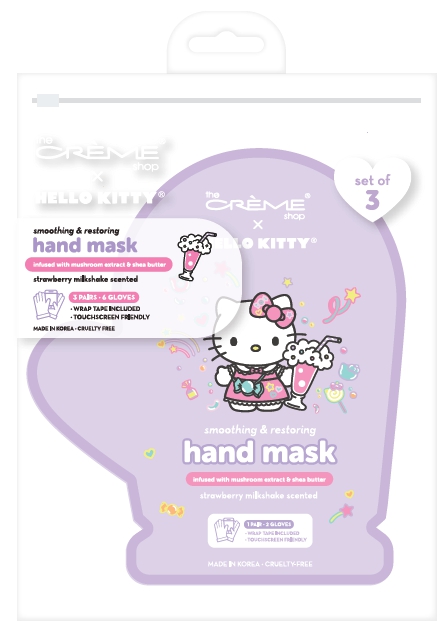 the
CRÈME®
shop
×
HELLO KITTY®
set of
3
smoothing & restoring
hand mask
infused with mushroom extract & shea butter
strawberry milkshake scented
3 PAIRS • 6 GLOVES
• WRAP TAPE INCLUDED
• TOUCHSCREEN FRIENDLY
MADE IN KOREA • CRUELTY FREE
the
CRÈME®
shop
×
LLO KITTY®
smoothing & restoring
hand mask
infused with mushroom extract & shea butter
strawberry milkshake scented
1 PAIR • 2 GLOVES
• WRAP TAPE INCLUDED
• TOUCHSCREEN FRIENDLY
MADE IN KOREA • CRUELTY-FREE